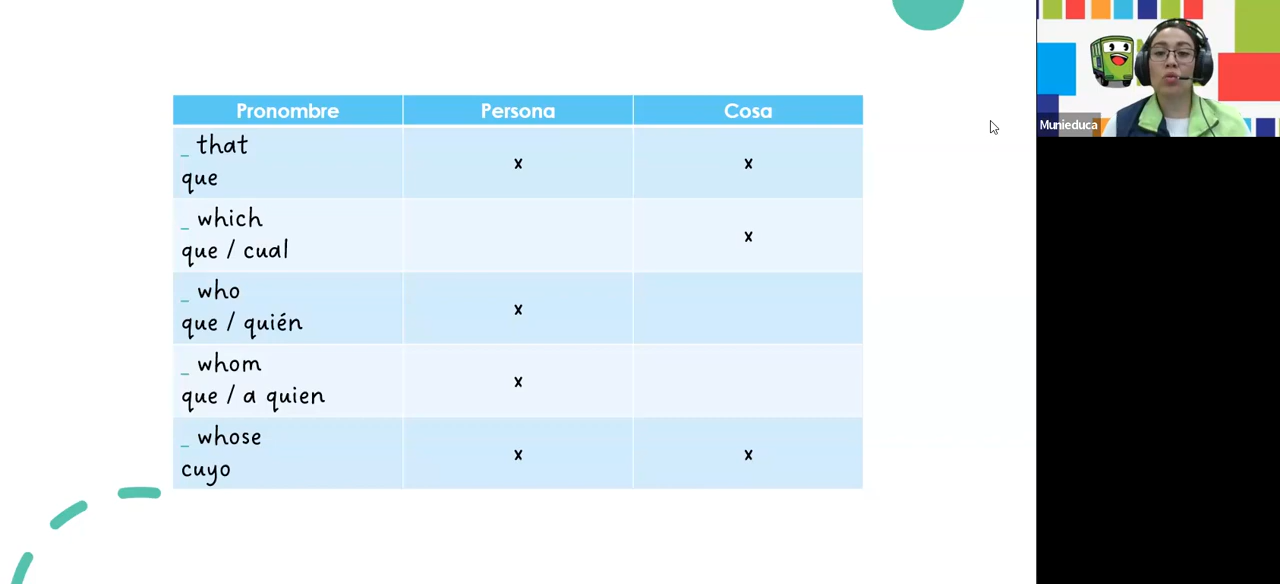 Pronombre Persona Cosa
_ that
que
x x
_ which
que / cual
x
_ who
que / quién
x
_ whom
que / a quien
x
_ whose
cuyo
x x
Munieduca